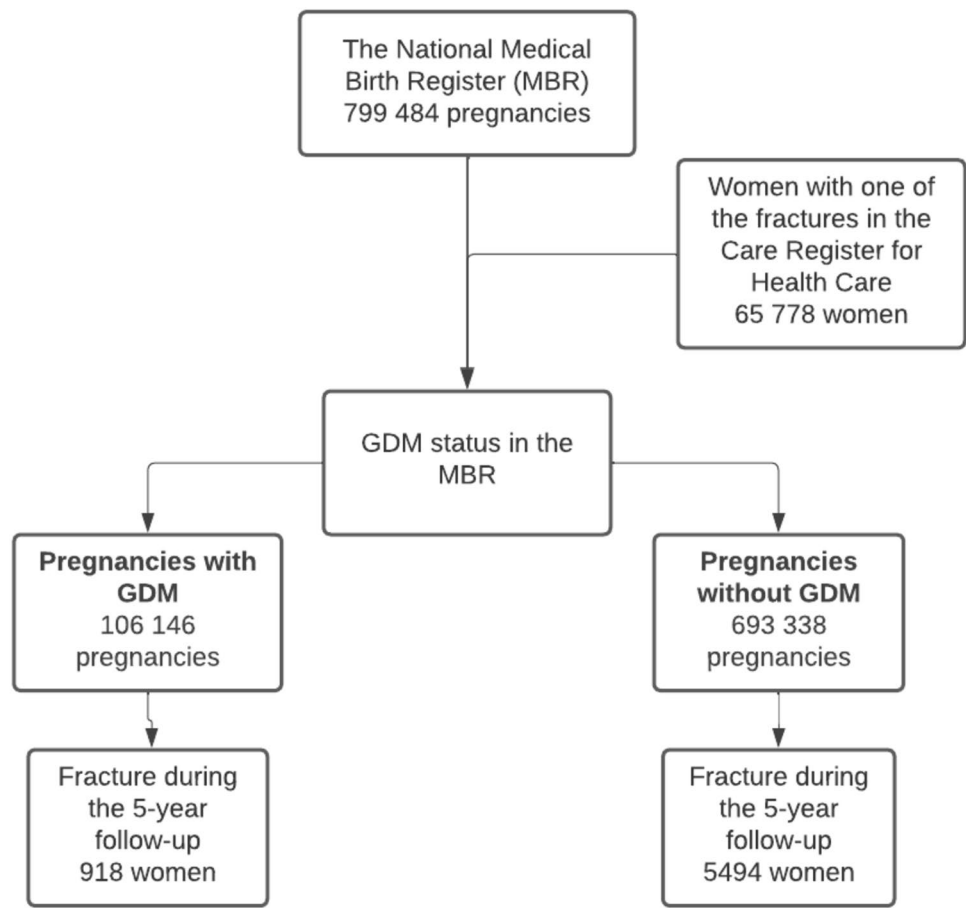 The National Medical
Birth Register (MBR)
799 484 pregnancies
Women with one of
the fractures in the
Care Register for
Health Care
65 778 women
GDM status in the
MBR
Pregnancies with
GDM
106 146
pregnancies
Pregnancies
without GDM
693 338
pregnancies
Fracture during
the 5-year
follow-up
918 women
Fracture during
the 5-year
follow-up
5494 women